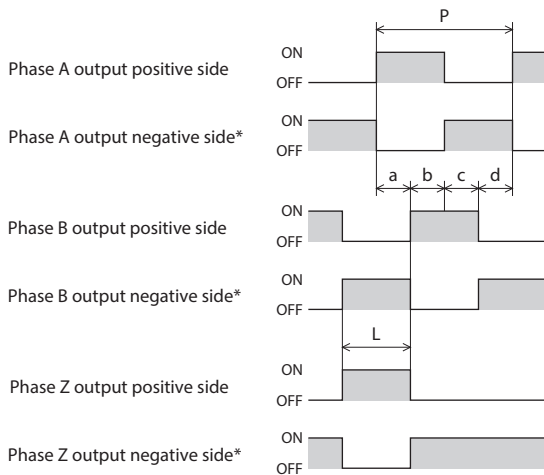 P
ON
Phase A output positive side
OFF
ON
Phase A output negative side*
OFF
a b c d
ON
Phase B output positive side
OFF
ON
Phase B output negative side*
OFF
L
ON
Phase Z output positive side
OFF
ON
Phase Z output negative side*
OFF